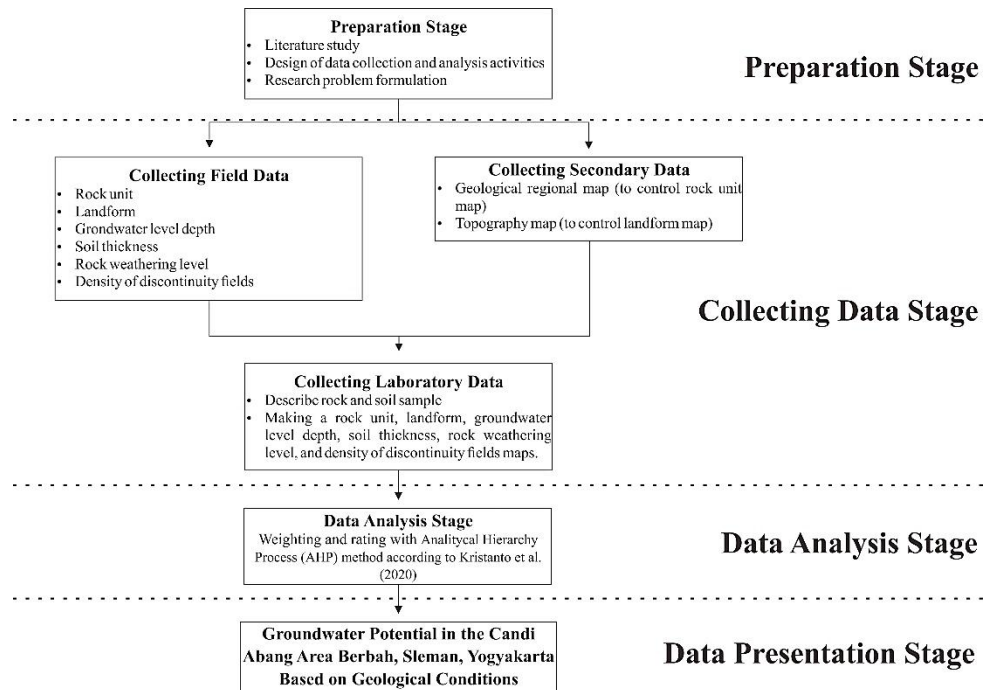 Preparation Stage
• Literature study
• Design of data collection and analysis activities
• Research problem formulation
Preparation Stage
Collecting Field Data
• Rock unit
• Landform
• Grondwater level depth
• Soil thickness
• Rock weathering level
• Density of discontinuity fields
Collecting Secondary Data
• Geological regional map (to control rock unit
map)
• Topography map (to control landform map)
Collecting Data Stage
Collecting Laboratory Data
• Describe rock and soil sample
• Making a rock unit, landform, groundwater
level depth, soil thickness, rock weathering
level, and density of discontinuity fields maps.
Data Analysis Stage
Weighting and rating with Analitycal Hierarchy
Process (AHP) method according to Kristanto et al.
(2020)
Data Analysis Stage
Groundwater Potential in the Candi
Abang Area Berbah, Sleman, Yogyakarta
Based on Geological Conditions
Data Presentation Stage